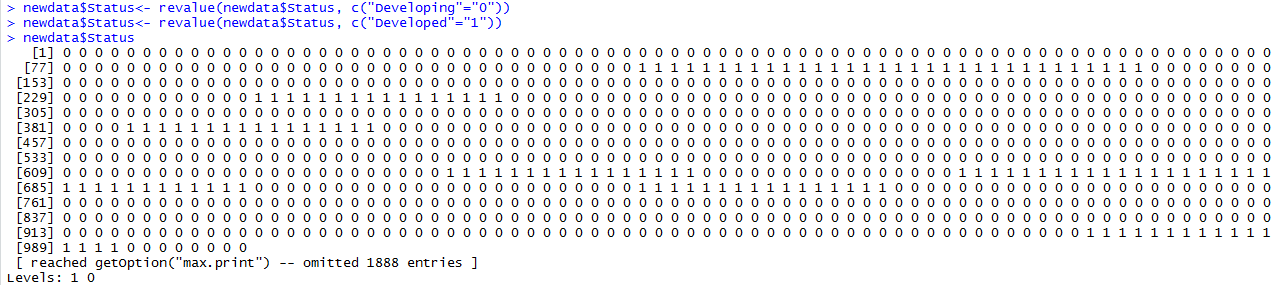 > newdata$Status<- revalue(newdata$Status, c("Developing"="0"))
> newdata$Status<- revalue(newdata$Status, c("Developed"="1"))
> newdata$Status
[1] 0 0 0 0 0 0 0 0 0 0 0 0 0 0 0 0 0 0 0 0 0 0 0 0 0 0 0 0 0 0 0 0 0 0 0 0 0 0 0 0 0 0 0 0 0 0 0 0 0 0 0 0 0 0 0 0 0 0 0 0 0 0 0 0 0 0 0 0 0 0 0 0 0 0 0 0
[77] 0 0 0 0 0 0 0 0 0 0 0 0 0 0 0 0 0 0 0 0 0 0 0 0 0 0 0 0 0 0 0 0 0 0 0 0 1 1 1 1 1 1 1 1 1 1 1 1 1 1 1 1 1 1 1 1 1 1 1 1 1 1 1 1 1 1 1 1 0 0 0 0 0 0 0 0
[153] 0 0 0 0 0 0 0 0 0 0 0 0 0 0 0 0 0 0 0 0 0 0 0 0 0 0 0 0 0 0 0 0 0 0 0 0 0 0 0 0 0 0 0 0 0 0 0 0 0 0 0 0 0 0 0 0 0 0 0 0 0 0 0 0 0 0 0 0 0 0 0 0 0 0 0 0
[229] 0 0 0 0 0 0 0 0 0 0 0 0 1 1 1 1 1 1 1 1 1 1 1 1 1 1 1 1 0 0 0 0 0 0 0 0 0 0 0 0 0 0 0 0 0 0 0 0 0 0 0 0 0 0 0 0 0 0 0 0 0 0 0 0 0 0 0 0 0 0 0 0 0 0 0 0
[305] 0 0 0 0 0 0 0 0 0 0 0 0 0 0 0 0 0 0 0 0 0 0 0 0 0 0 0 0 0 0 0 0 0 0 0 0 0 0 0 0 0 0 0 0 0 0 0 0 0 0 0 0 0 0 0 0 0 0 0 0 0 0 0 0 0 0 0 0 0 0 0 0 0 0 0 0
[381] 0 0 0 0 1 1 1 1 1 1 1 1 1 1 1 1 1 1 1 1 0 0 0 0 0 0 0 0 0 0 0 0 0 0 0 0 0 0 0 0 0 0 0 0 0 0 0 0 0 0 0 0 0 0 0 0 0 0 0 0 0 0 0 0 0 0 0 0 0 0 0 0 0 0 0 0
[457] 0 0 0 0 0 0 0 0 0 0 0 0 0 0 0 0 0 0 0 0 0 0 0 0 0 0 0 0 0 0 0 0 0 0 0 0 0 0 0 0 0 0 0 0 0 0 0 0 0 0 0 0 0 0 0 0 0 0 0 0 0 0 0 0 0 0 0 0 0 0 0 0 0 0 0 0
[533] 0 0 0 0 0 0 0 0 0 0 0 0 0 0 0 0 0 0 0 0 0 0 0 0 0 0 0 0 0 0 0 0 0 0 0 0 0 0 0 0 0 0 0 0 0 0 0 0 0 0 0 0 0 0 0 0 0 0 0 0 0 0 0 0 0 0 0 0 0 0 0 0 0 0 0 0
[609] 0 0 0 0 0 0 0 0 0 0 0 0 0 0 0 0 0 0 0 0 0 0 0 0 1 1 1 1 1 1 1 1 1 1 1 1 1 1 1 1 0 0 0 0 0 0 0 0 0 0 0 0 0 0 0 0 1 1 1 1 1 1 1 1 1 1 1 1 1 1 1 1 1 1 1 1
[685] 1 1 1 1 1 1 1 1 1 1 1 1 0 0 0 0 0 0 0 0 0 0 0 0 0 0 0 0 0 0 0 0 0 0 0 0 1 1 1 1 1 1 1 1 1 1 1 1 1 1 1 1 0 0 0 0 0 0 0 0 0 0 0 0 0 0 0 0 0 0 0 0 0 0 0 0
[761] 0 0 0 0 0 0 0 0 0 0 0 0 0 0 0 0 0 0 0 0 0 0 0 0 0 0 0 0 0 0 0 0 0 0 0 0 0 0 0 0 0 0 0 0 0 0 0 0 0 0 0 0 0 0 0 0 0 0 0 0 0 0 0 0 0 0 0 0 0 0 0 0 0 0 0 0
[837] 0 0 0 0 0 0 0 0 0 0 0 0 0 0 0 0 0 0 0 0 0 0 0 0 0 0 0 0 0 0 0 0 0 0 0 0 0 0 0 0 0 0 0 0 0 0 0 0 0 0 0 0 0 0 0 0 0 0 0 0 0 0 0 0 0 0 0 0 0 0 0 0 0 0 0 0
[913] 0 0 0 0 0 0 0 0 0 0 0 0 0 0 0 0 0 0 0 0 0 0 0 0 0 0 0 0 0 0 0 0 0 0 0 0 0 0 0 0 0 0 0 0 0 0 0 0 0 0 0 0 0 0 0 0 0 0 0 0 0 0 0 0 1 1 1 1 1 1 1 1 1 1 1 1
[989] 1 1 1 1 0 0 0 0 0 0 0 0
[ reached getOption("max.print") -- omitted 1888 entries ]
Levels: 1 0